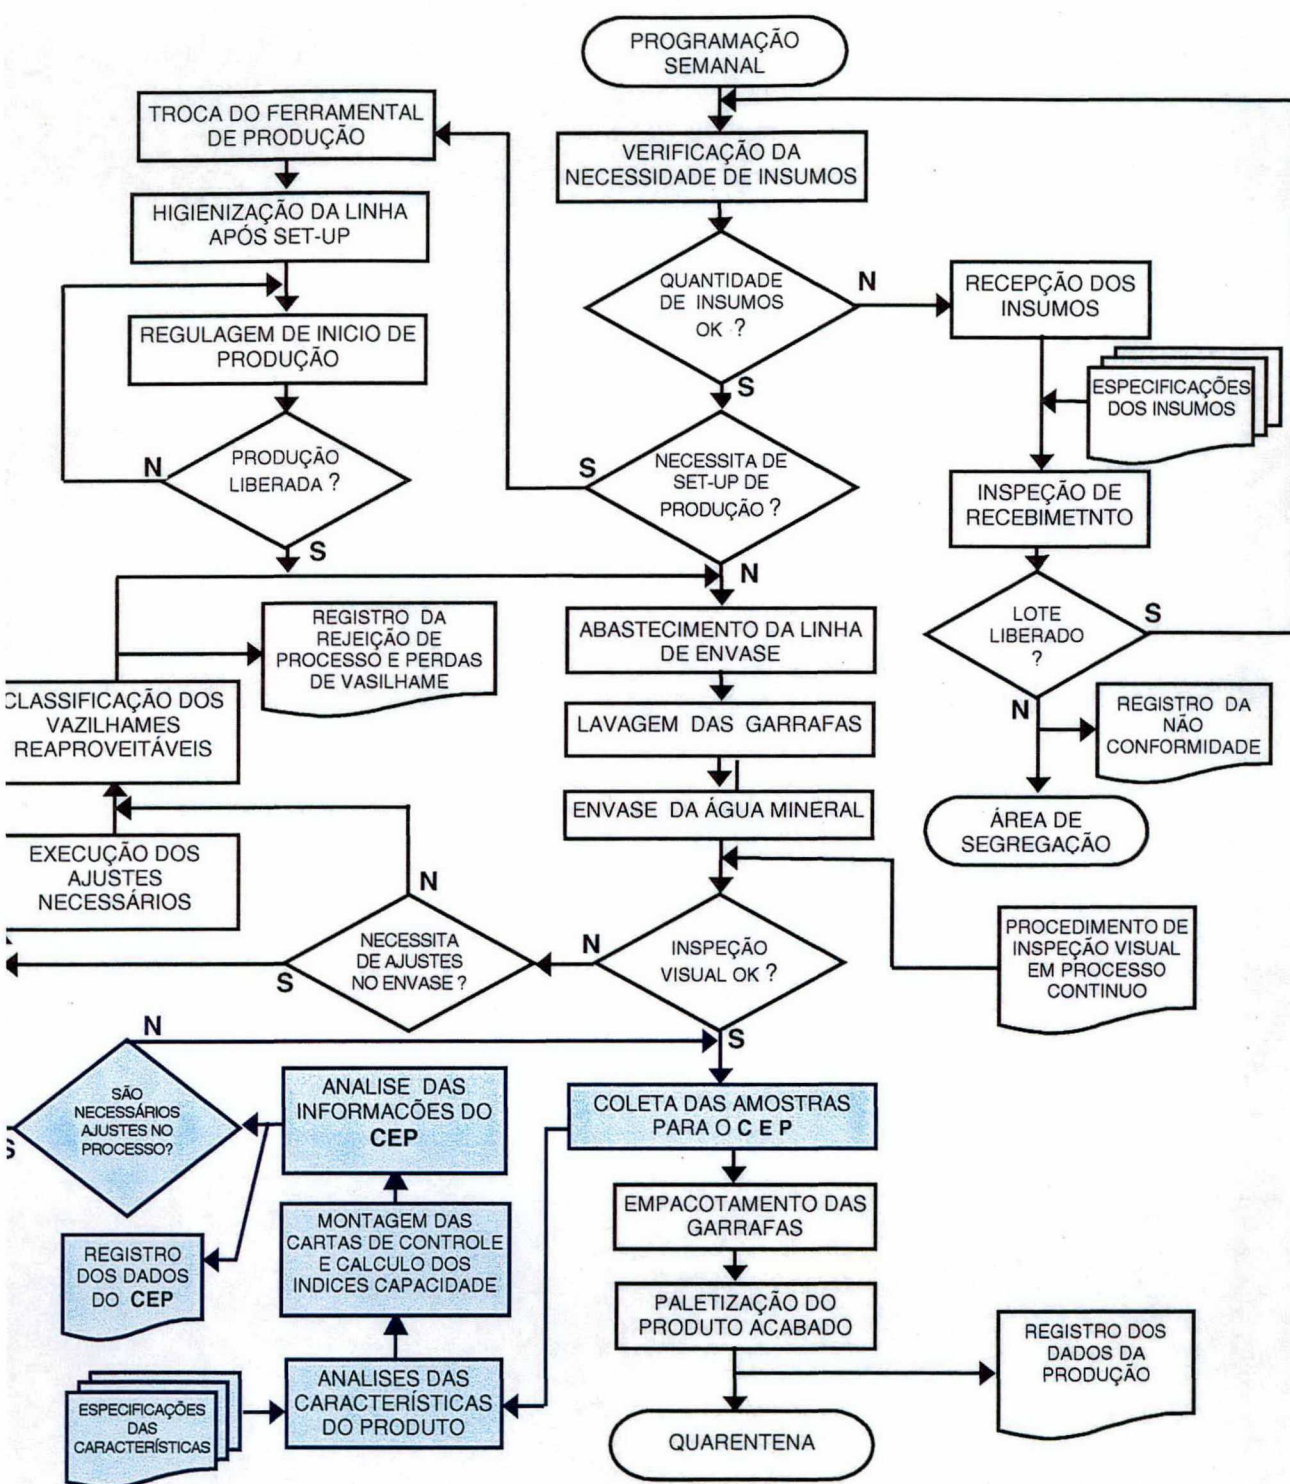 PROGRAMAÇÃO
SEMANAL
TROCA DO FERRAMENTAL
DE PRODUÇÃO
VERIFICAÇÃO DA
NECESSIDADE DE INSUMOS
HIGIENIZAÇÃO DA LINHA
APÓS SET-UP
QUANTIDADE
DE INSUMOS
OK ?
N
S
RECEPÇÃO DOS
INSUMOS
REGULAGEM DE INICIO DE
PRODUÇÃO
ESPECIFICAÇÕES
DOS INSUMOS
PRODUÇÃO
LIBERADA ?
N
S
NECESSITA DE
SET-UP DE
PRODUÇÃO ?
S
N
INSPEÇÃO DE
RECEBIMETNTO
LOTE
LIBERADO
?
S
N
REGISTRO DA
REJEIÇÃO DE
PROCESSO E PERDAS
DE VASILHAME
ABASTECIMENTO DA LINHA
DE ENVASE
CLASSIFICAÇÃO DOS
VAZILHAMES
REAPROVEITÁVEIS
LAVAGEM DAS GARRAFAS
REGISTRO DA
NÃO
CONFORMIDADE
ENVASE DA ÁGUA MINERAL
ÁREA DE
SEGREGAÇÃO
EXECUÇÃO DOS
AJUSTES
NECESSÁRIOS
NECESSITA
DE AJUSTES
NO ENVASE ?
N
S
INSPEÇÃO
VISUAL OK ?
N
S
PROCEDIMENTO DE
INSPEÇÃO VISUAL
EM PROCESSO
CONTINUO
SÃO
NECESSÁRIOS
AJUSTES NO
PROCESSO?
N
S
ANALISE DAS
INFORMACÕES DO
CEP
COLETA DAS AMOSTRAS
PARA O C E P
EMPACOTAMENTO DAS
GARRAFAS
MONTAGEM DAS
CARTAS DE CONTROLE
E CALCULO DOS
INDICES CAPACIDADE
REGISTRO
DOS DADOS
DO CEP
PALETIZAÇÃO DO
PRODUTO ACABADO
REGISTRO DOS
DADOS DA
PRODUÇÃO
ESPECIFICAÇÕES
DAS
CARACTERÍSTICAS
ANALISES DAS
CARACTERÍSTICAS
DO PRODUTO
QUARENTENA